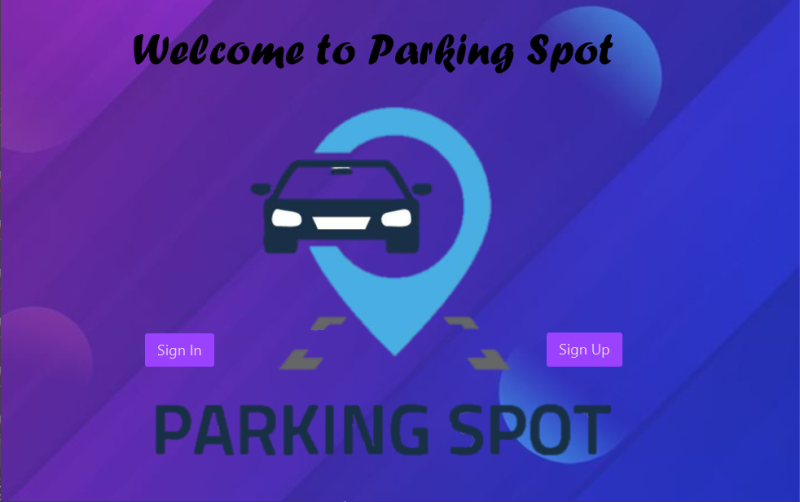 Welcome to Parking Spot
Sign In
Sign Up
PARKING SPOT